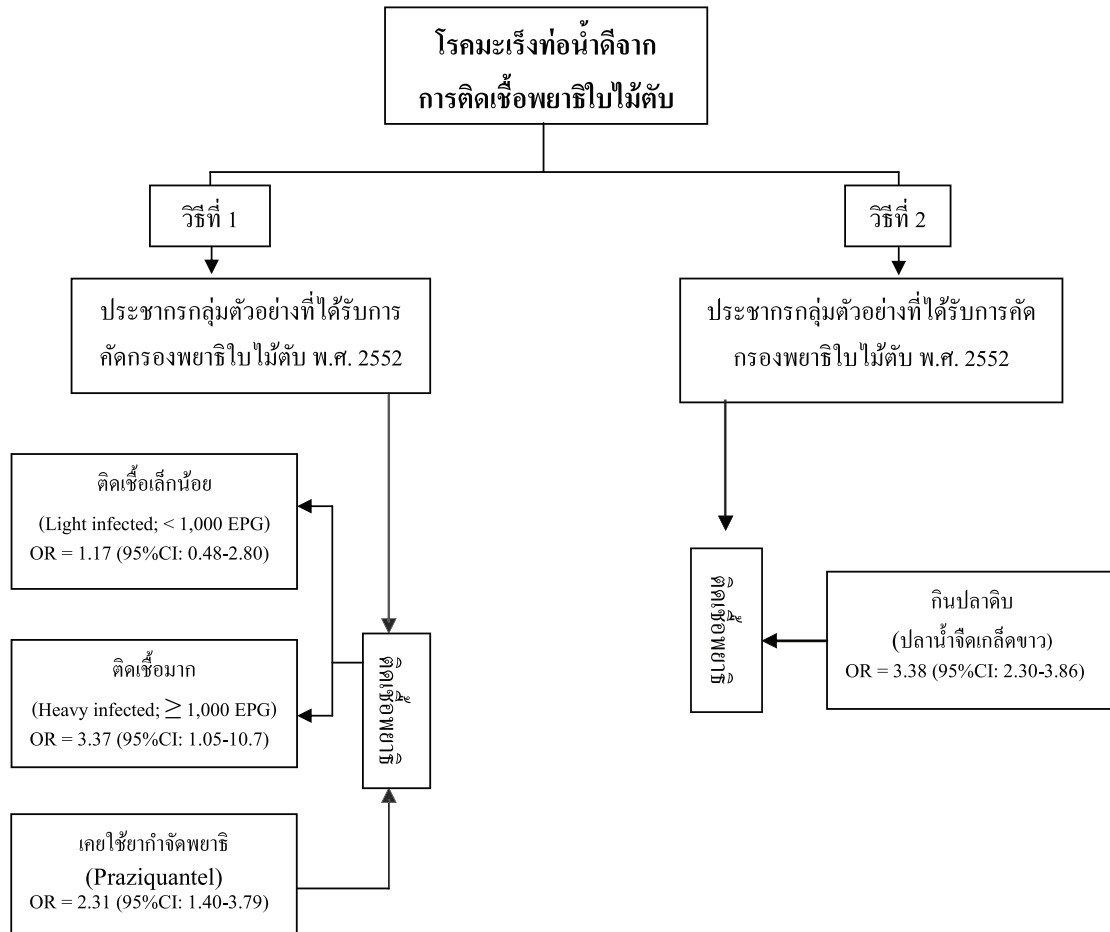 โรคมะเร็งท่อน้ำดีจาก
การติดเชื้อพยาธิใบไม้ตับ
วิธีที่ 1
ประชากรกลุ่มตัวอย่างที่ได้รับการ
คัดกรองพยาธิใบไม้ตับ พ.ศ. 2552
ติดเชื้อเล็กน้อย
(Light infected; < 1,000 EPG)
OR = 1.17 (95%CI: 0.48-2.80)
ติดเชื้อมาก
(Heavy infected; ≥ 1,000 EPG)
OR = 3.37 (95%CI: 1.05-10.7)
ติดเชื้อพยาธิ
เคยใช้ยากำจัดพยาธิ
(Praziquantel)
OR = 2.31 (95%CI: 1.40-3.79)
วิธีที่ 2
ประชากรกลุ่มตัวอย่างที่ได้รับการคัด
กรองพยาธิใบไม้ตับ พ.ศ. 2552
ติดเชื้อพยาธิ
กินปลาดิบ
(ปลาน้ำจืดเกล็ดขาว)
OR = 3.38 (95%CI: 2.30-3.86)